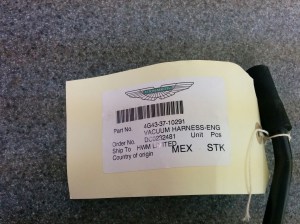 Part No. 4G43-37-10291
VACUUM HARNESS-ENG
Order No. DC0232481 Unit Pcs
Ship To HWM LIMITED
Country of origin MEX STK